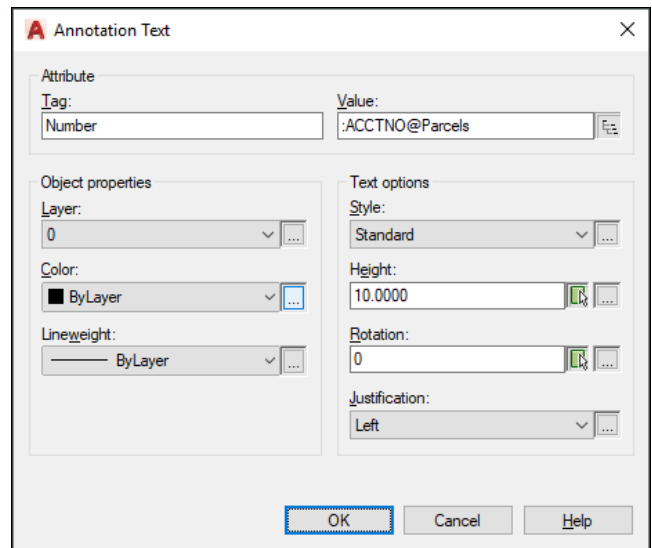 Annotation Text
Attribute
Tag:
Number
Value:
:ACCTNO@Parcels
Object properties
Layer:
0
...
Color:
ByLayer
...
Lineweight:
ByLayer
...
Text options
Style:
Standard
...
Height:
10.0000
...
Rotation:
0
...
Justification:
Left
...
OK Cancel Help